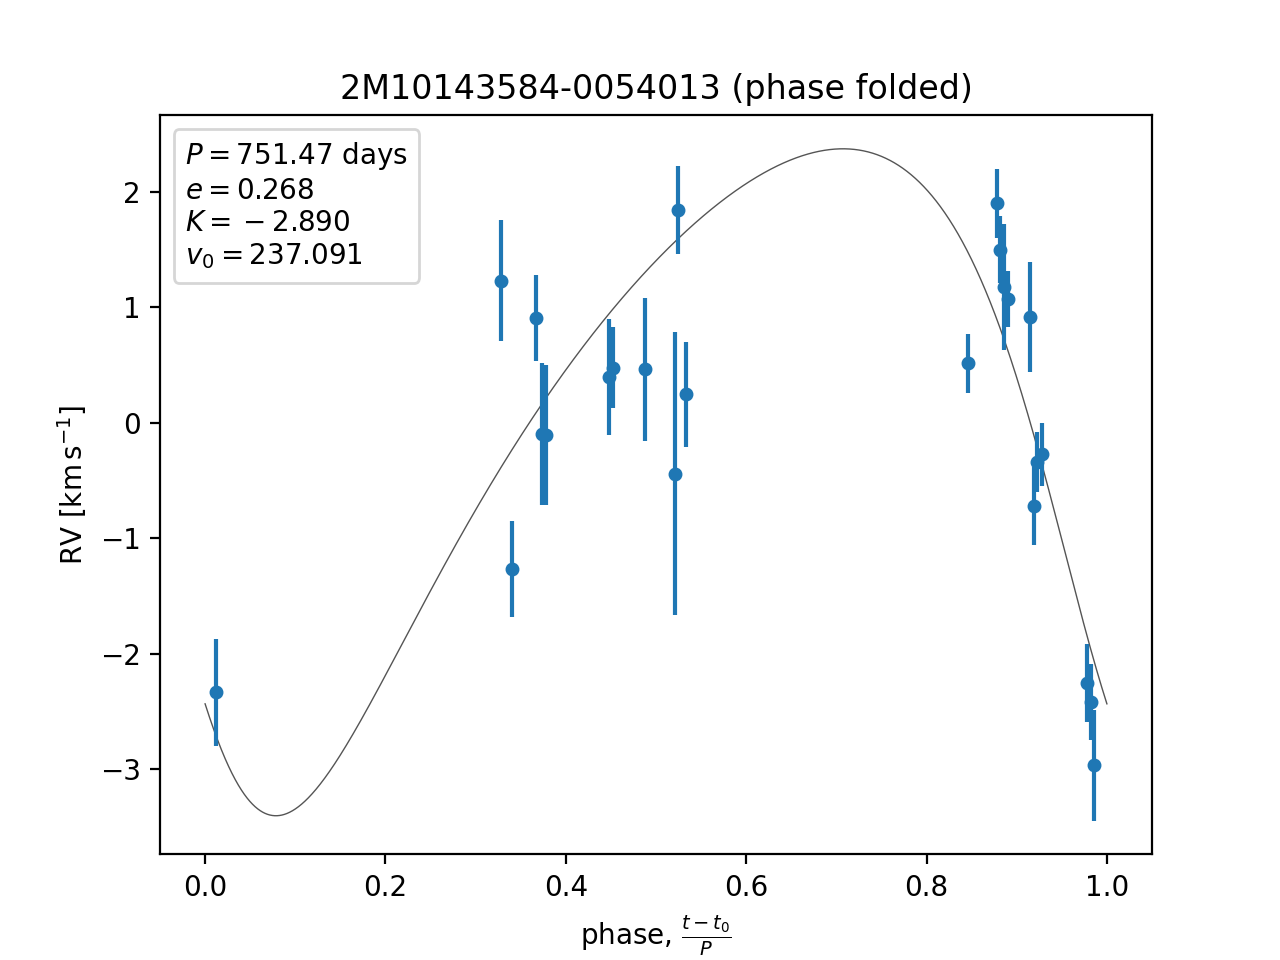 2M10143584-0054013 (phase folded)
P = 751.47 days
e = 0.268
K = −2.890
v₀ = 237.091
RV [km s⁻¹]
2
1
0
−1
−2
−3
0.0 0.2 0.4 0.6 0.8 1.0
phase, (t − t₀)/P